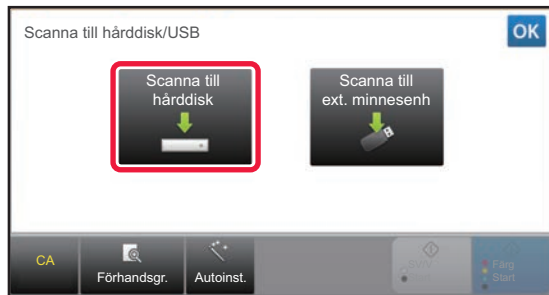 Scanna till hårddisk/USB
OK
Scanna till
hårddisk
Scanna till
ext. minnesenh
CA
Förhandsgr.
Autoinst.
Färg
Start